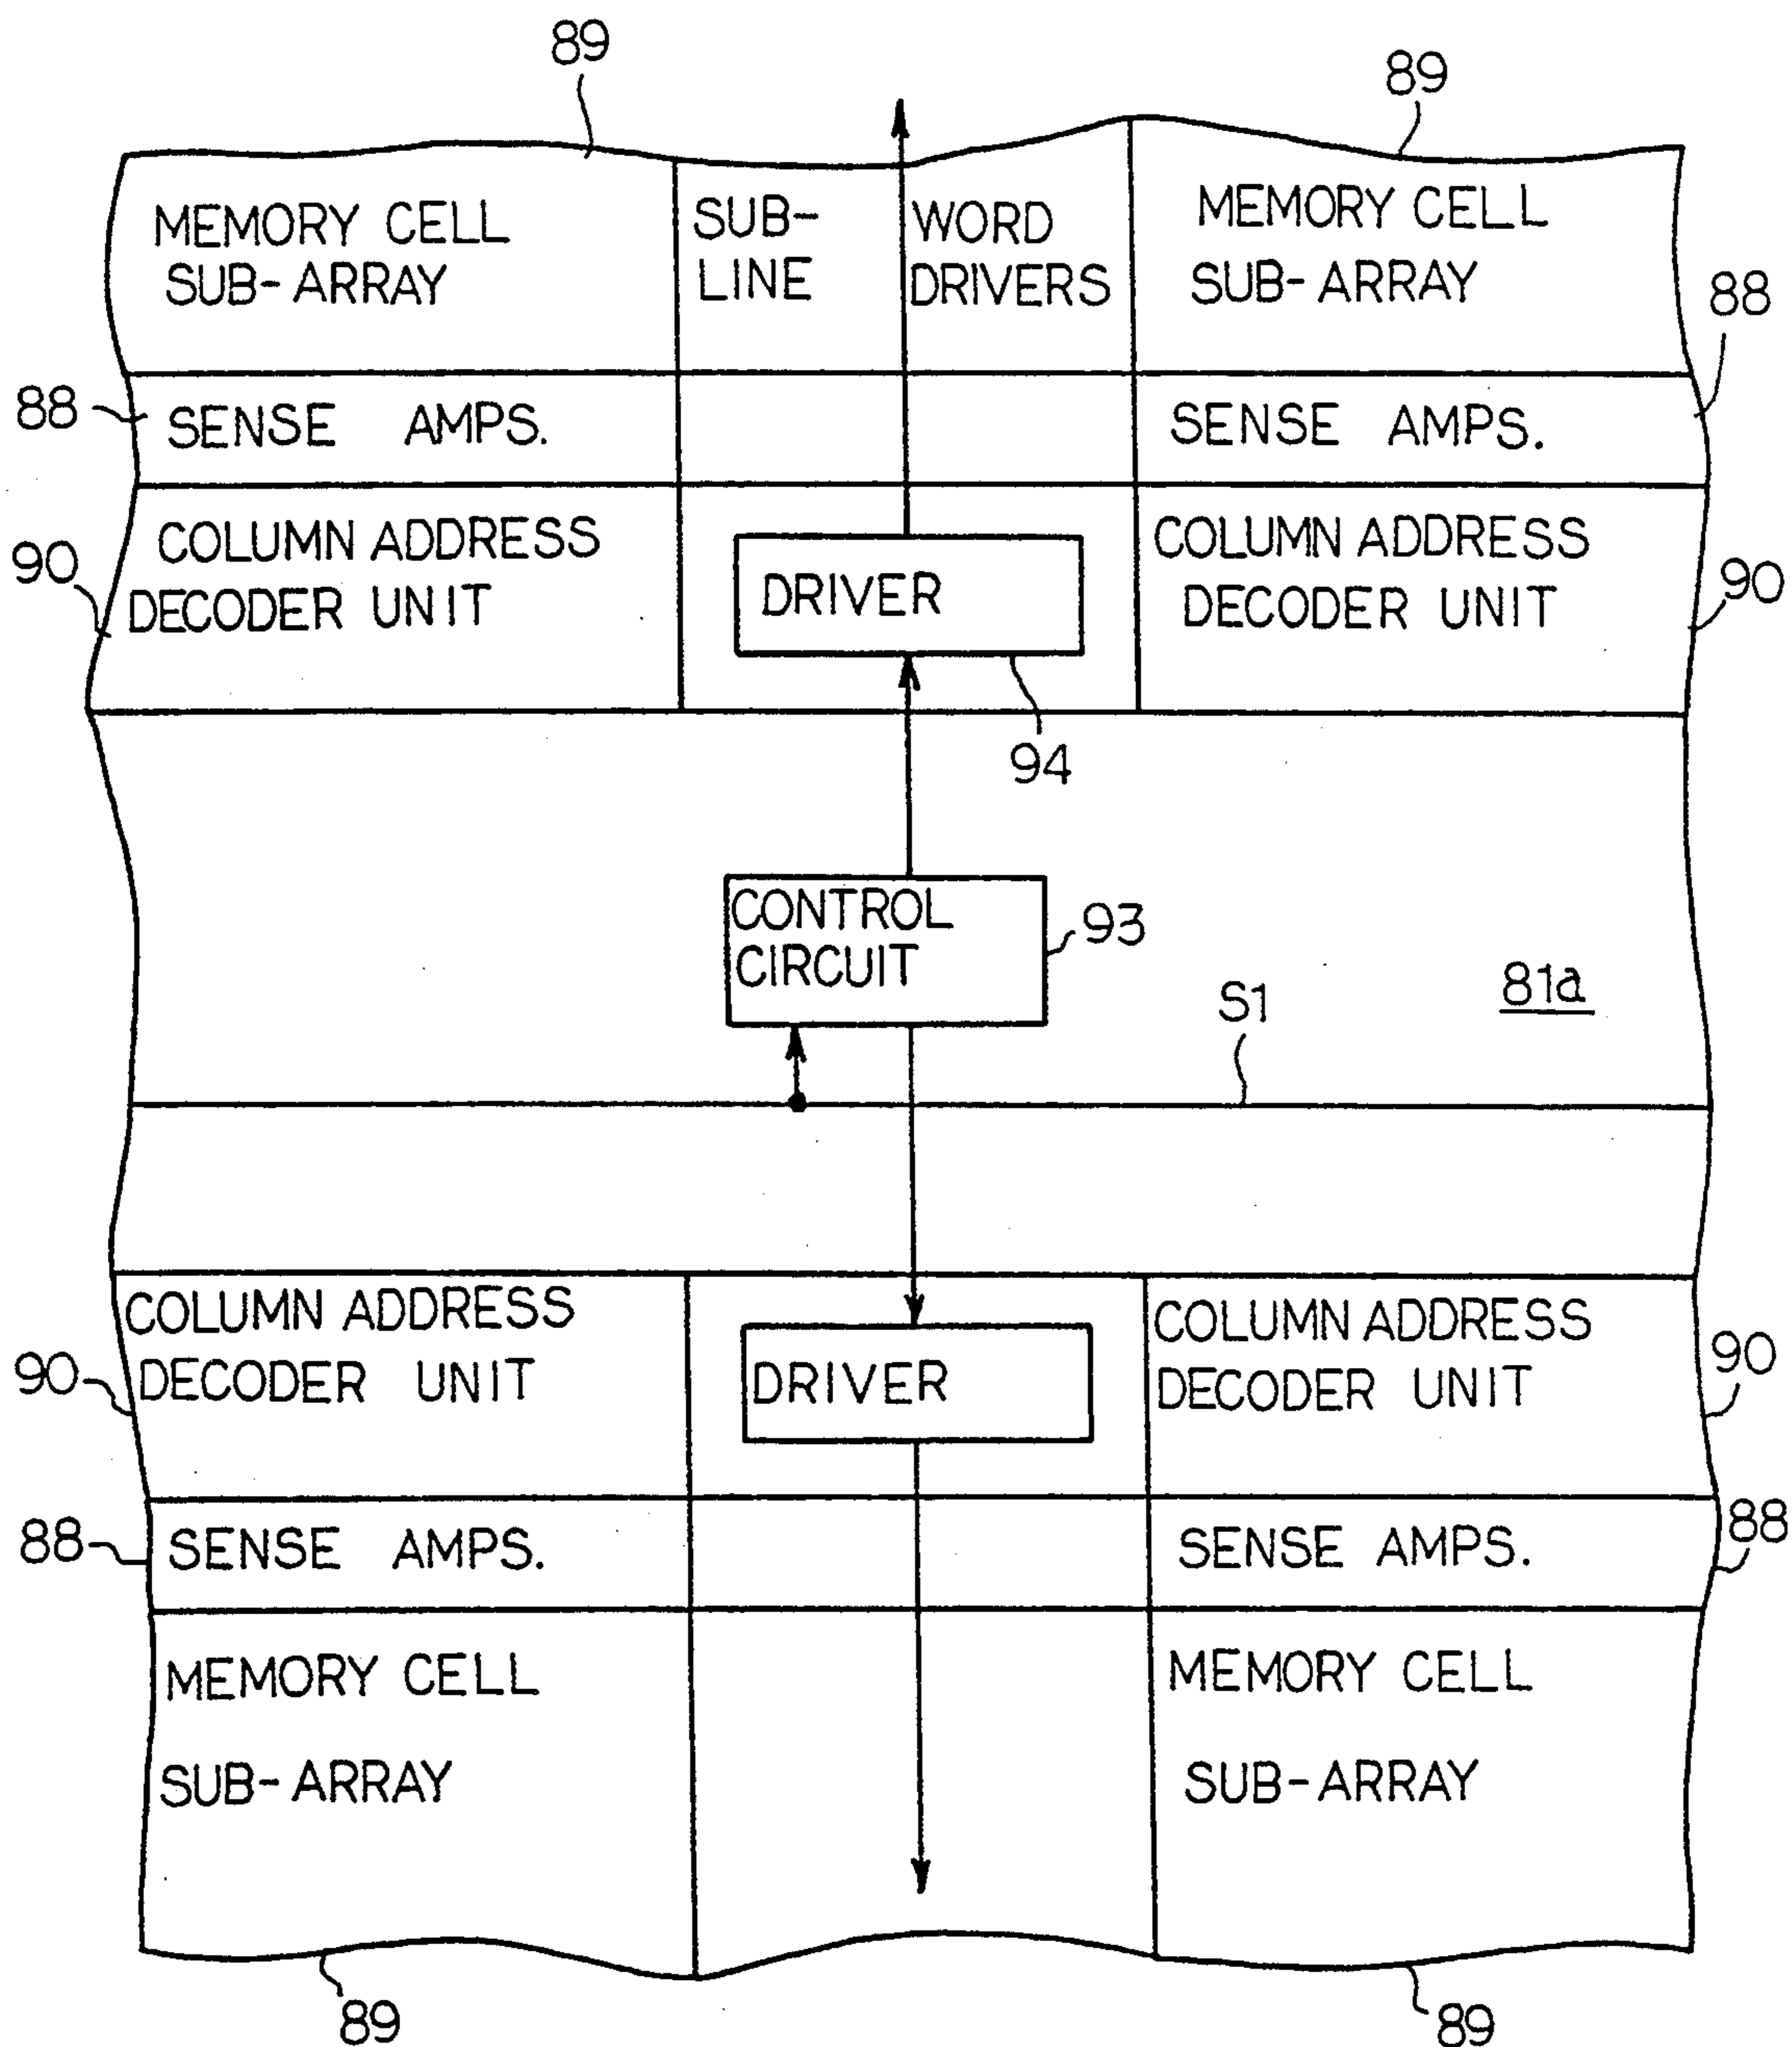 89
89
MEMORY CELL
SUB-ARRAY
SUB-
LINE
WORD
DRIVERS
MEMORY CELL
SUB-ARRAY
88
88
SENSE AMPS.
SENSE AMPS.
90
COLUMN ADDRESS
DECODER UNIT
DRIVER
COLUMN ADDRESS
DECODER UNIT
90
94
CONTROL
CIRCUIT
93
81a
S1
90
COLUMN ADDRESS
DECODER UNIT
DRIVER
COLUMN ADDRESS
DECODER UNIT
90
88
SENSE AMPS.
SENSE AMPS.
88
MEMORY CELL
SUB-ARRAY
MEMORY CELL
SUB-ARRAY
89
89